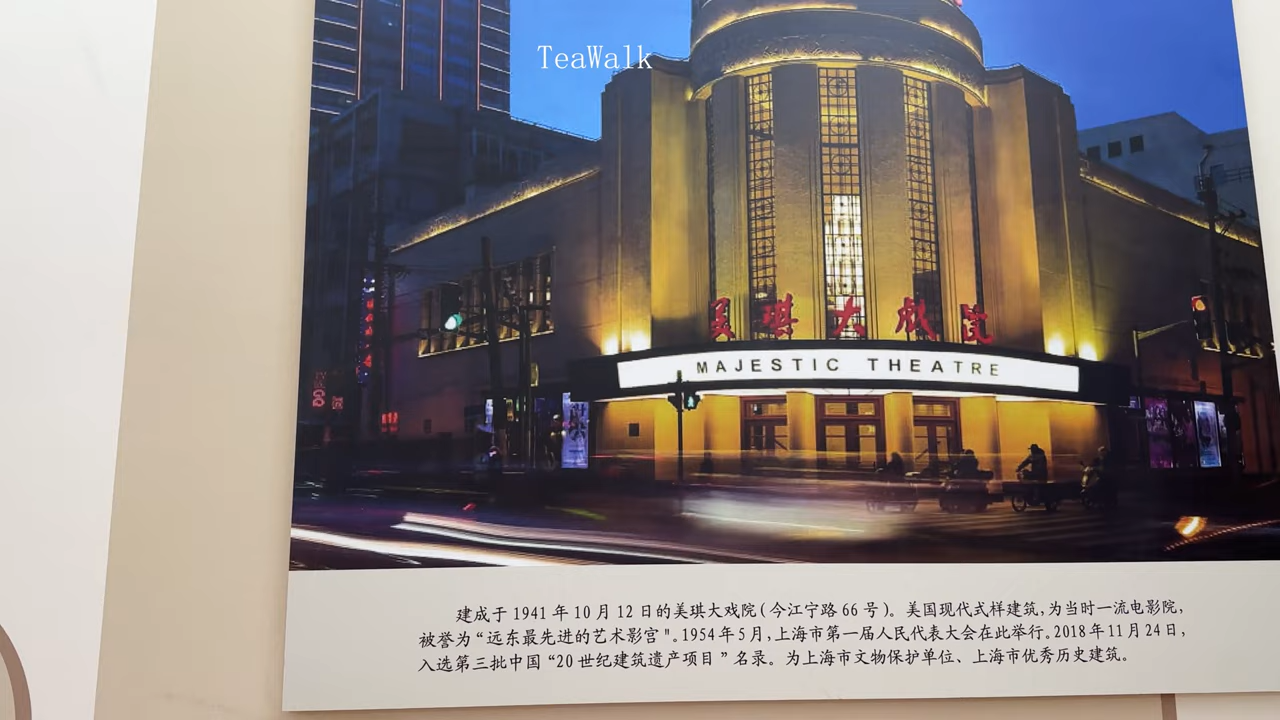 TeaWalk
美琪大戲院
MAJESTIC THEATRE
建成于 1941 年 10 月 12 日的美琪大戏院(今江宁路 66 号)。美国现代式样建筑,为当时一流电影院,
被誉为“远东最先进的艺术影宫"。1954 年 5 月,上海市第一届人民代表大会在此举行。2018 年 11 月 24 日,
入选第三批中国“20 世纪建筑遗产项目”名录。为上海市文物保护单位、上海市优秀历史建筑。